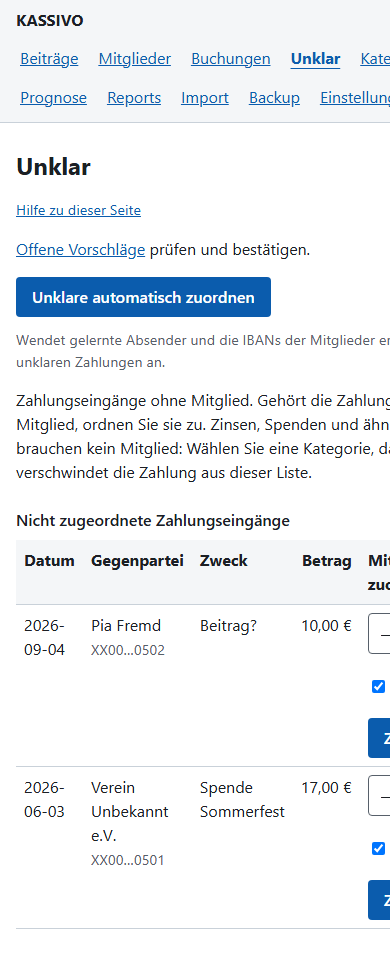 KASSIVO
Beiträge Mitglieder Buchungen Unklar Kate
Prognose Reports Import Backup Einstellung
Unklar
Hilfe zu dieser Seite
Offene Vorschläge prüfen und bestätigen.
Unklare automatisch zuordnen
Wendet gelernte Absender und die IBANs der Mitglieder er
unklaren Zahlungen an.
Zahlungseingänge ohne Mitglied. Gehört die Zahlung
Mitglied, ordnen Sie sie zu. Zinsen, Spenden und ähn
brauchen kein Mitglied: Wählen Sie eine Kategorie, da
verschwindet die Zahlung aus dieser Liste.
Nicht zugeordnete Zahlungseingänge
Datum Gegenpartei Zweck Betrag Mit
zuo
2026- Pia Fremd Beitrag? 10,00 €
09-04 XX00…0502
Z
2026- Verein Spende 17,00 €
06-03 Unbekannt Sommerfest
e.V.
XX00…0501
Z